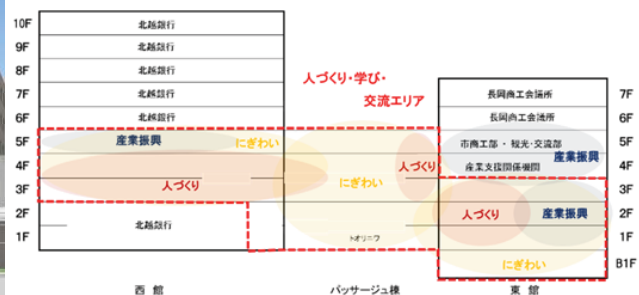 10F 北越銀行
9F 北越銀行
8F 北越銀行
7F 北越銀行
6F 北越銀行
5F 産業振興 にぎわい
4F
3F 人づくり
2F 北越銀行
1F
西 館
人づくり・学び・
交流エリア
人づくり
にぎわい
トオリニワ
パッサージュ棟
長岡商工会議所 7F
長岡商工会議所 6F
市商工部 ・ 観光・交流部 5F
産業振興
産業支援関係機関 4F
3F
人づくり 産業振興 2F
1F
にぎわい B1F
東 館